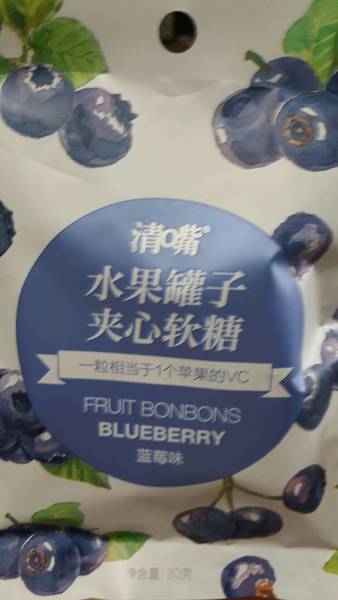 清o嘴®
水果罐子
夹心软糖
一粒相当于1个苹果的VC
FRUIT BONBONS
BLUEBERRY
蓝莓味
净含量:30克